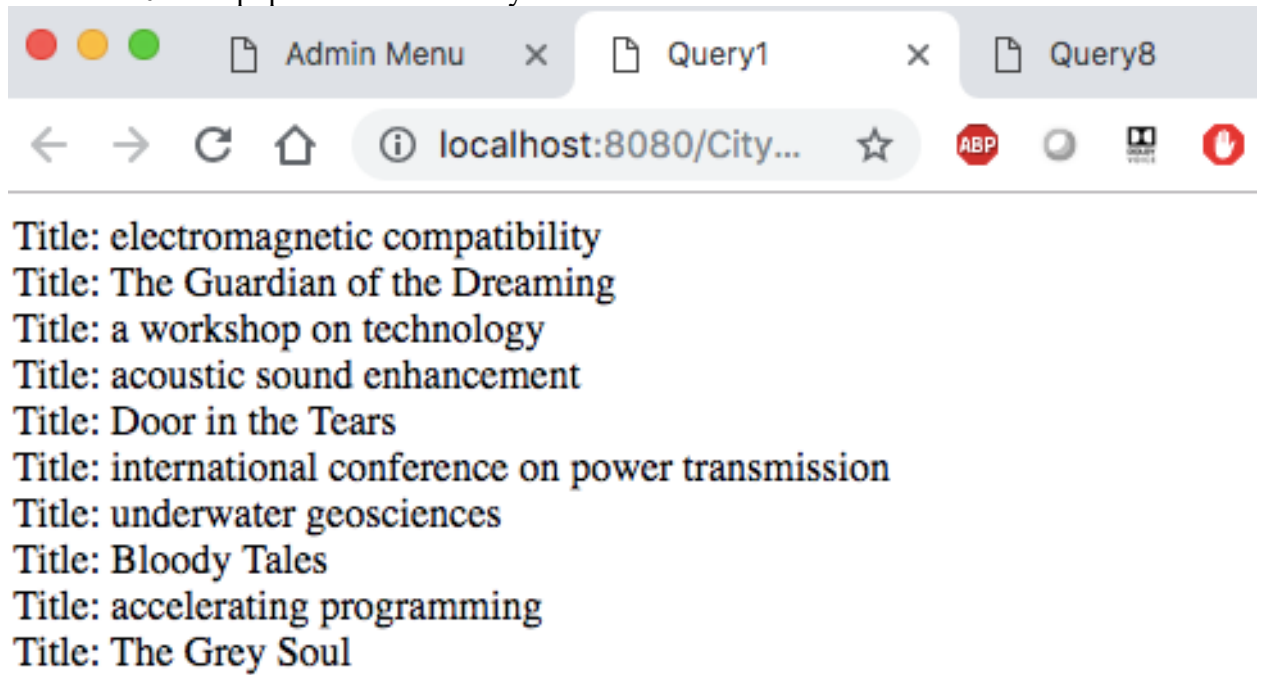 Admin Menu
Query1
Query8
localhost:8080/City...
ABP
Title: electromagnetic compatibility
Title: The Guardian of the Dreaming
Title: a workshop on technology
Title: acoustic sound enhancement
Title: Door in the Tears
Title: international conference on power transmission
Title: underwater geosciences
Title: Bloody Tales
Title: accelerating programming
Title: The Grey Soul